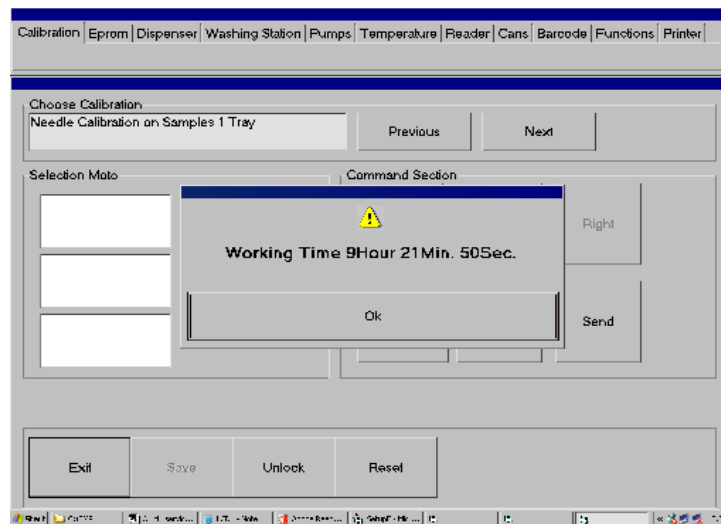 Calibration Eprom Dispenser Washing Station Pumps Temperature Reader Cans Barcode Functions Printer
Choose Calibration
Needle Calibration on Samples 1 Tray
Previous
Next
Selection Moto
Command Section
Right
Working Time 9Hour 21Min. 50Sec.
Ok
Send
Exit
Save
Unlock
Reset